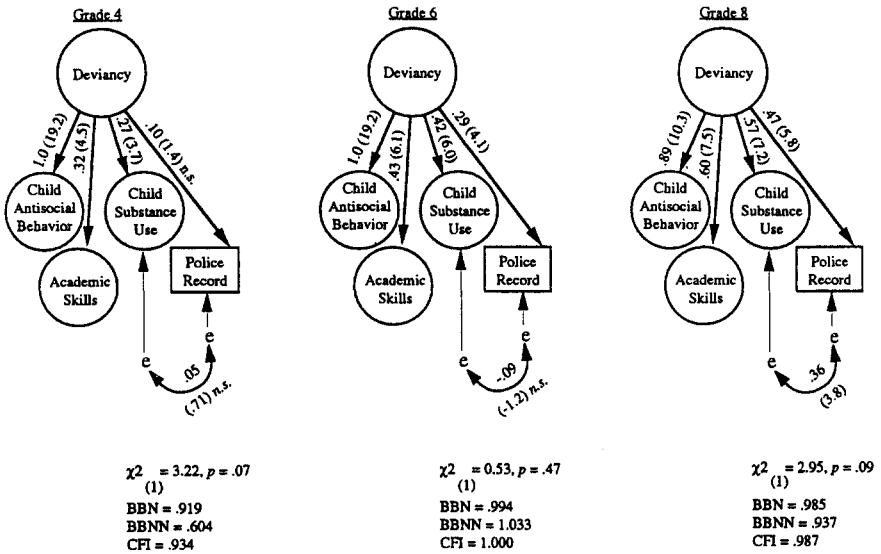 Grade 4
Deviancy
1.0 (19.2)
.32 (4.5)
.27 (3.7)
.10 (1.4) n.s.
Child
Antisocial
Behavior
Child
Substance
Use
Academic
Skills
Police
Record
e
e
.05
(.71) n.s.
χ2 = 3.22, p = .07
(1)
BBN = .919
BBNN = .604
CFI = .934
Grade 6
Deviancy
1.0 (19.2)
.43 (6.1)
.42 (6.0)
.29 (4.1)
Child
Antisocial
Behavior
Child
Substance
Use
Academic
Skills
Police
Record
e
e
-.09
(-1.2) n.s.
χ2 = 0.53, p = .47
(1)
BBN = .994
BBNN = 1.033
CFI = 1.000
Grade 8
Deviancy
.89 (10.3)
.60 (7.5)
.57 (7.2)
.47 (5.8)
Child
Antisocial
Behavior
Child
Substance
Use
Academic
Skills
Police
Record
e
e
.36
(3.8)
χ2 = 2.95, p = .09
(1)
BBN = .985
BBNN = .937
CFI = .987